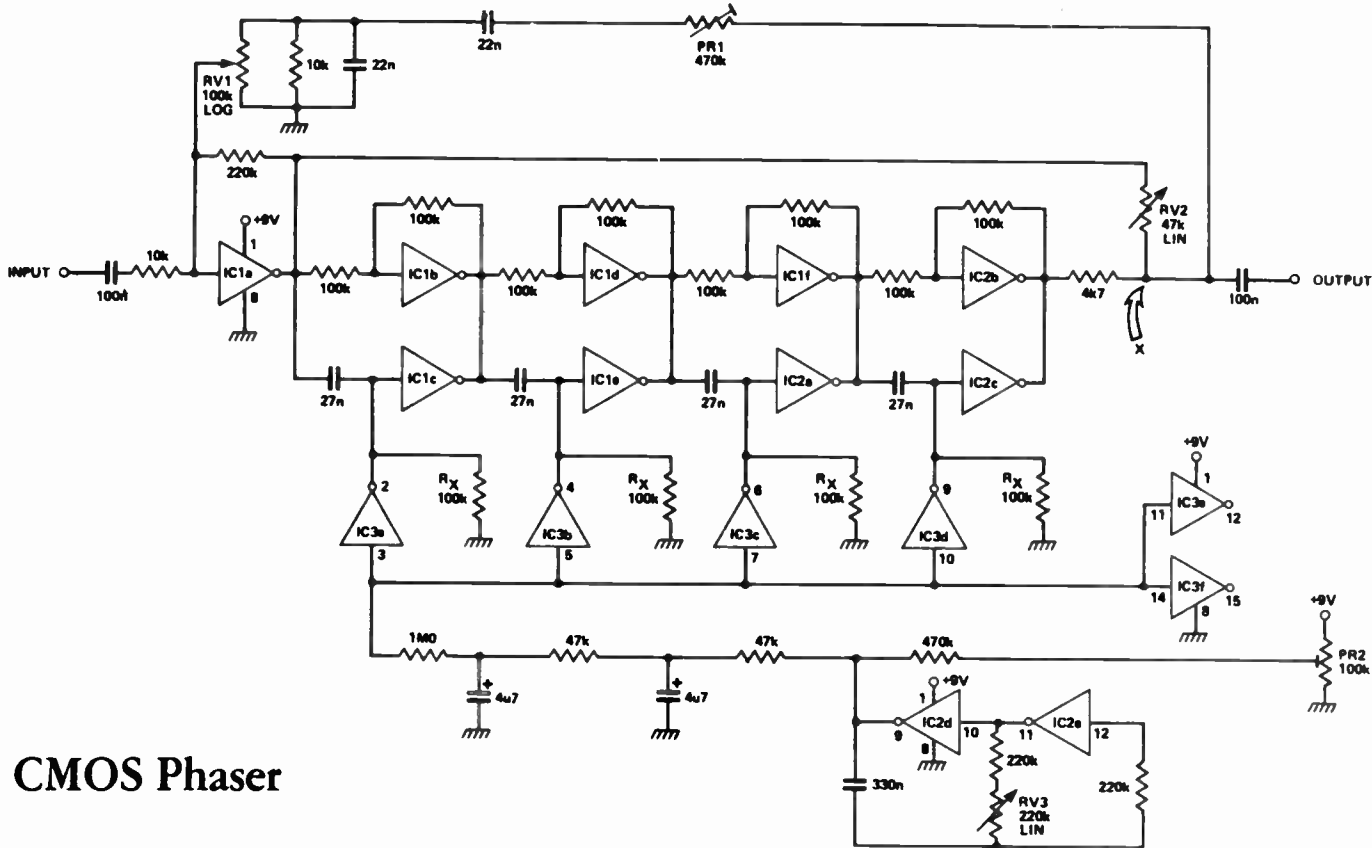 22n
PR1
470k
RV1
100k
LOG
10k
22n
220k
+9V
1
100k
100k
100k
100k
RV2
47k
LIN
INPUT
100n
10k
IC1a
8
100k
IC1b
100k
IC1d
100k
IC1f
100k
IC2b
4k7
X
100n
OUTPUT
27n
IC1c
27n
IC1e
27n
IC2a
27n
IC2c
RX
100k
RX
100k
RX
100k
RX
100k
2
IC3a
3
4
IC3b
5
6
IC3c
7
9
IC3d
10
+9V
1
11
IC3e
12
14
IC3f
15
8
+9V
PR2
100k
1M0
47k
47k
470k
+
4u7
+
4u7
+9V
1
9
IC2d
10
8
11
IC2e
12
330n
220k
RV3
220k
LIN
220k
CMOS Phaser